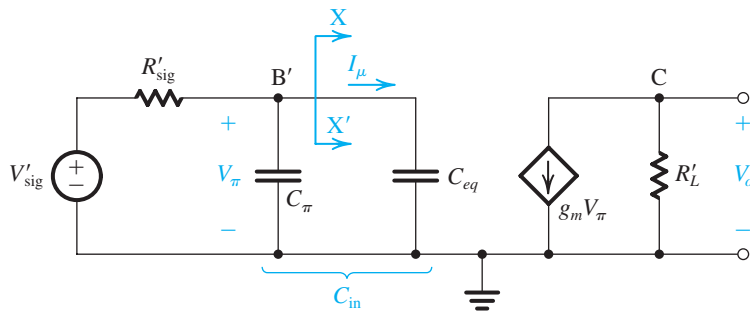 X
R′sig
B′
Iμ
C
X′
+
+
V′sig
+
−
Vπ
Cπ
Ceq
gmVπ
R′L
−
−
Cin